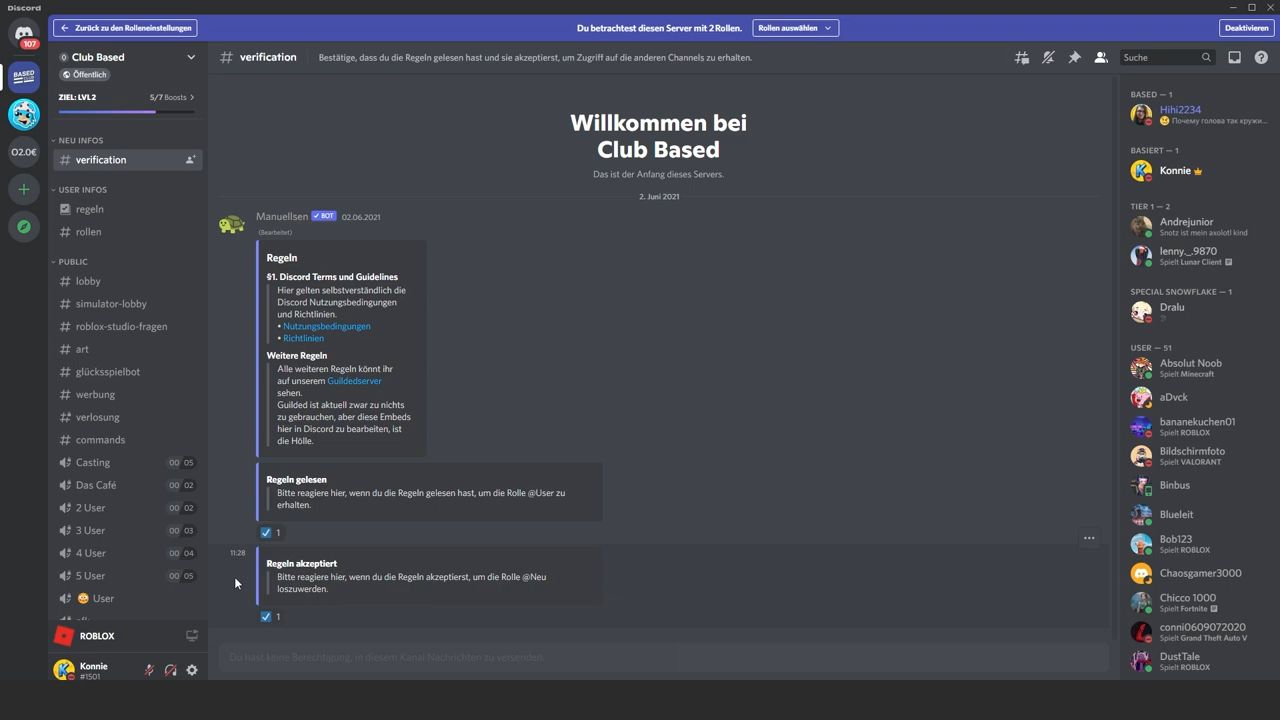 Discord
Zurück zu den Rolleneinstellungen
Du betrachtest diesen Server mit 2 Rollen.
Rollen auswählen
Deaktivieren
107
BASED
02.0€
Club Based
Öffentlich
ZIEL: LVL 2
5/7 Boosts
NEU INFOS
verification
USER INFOS
regeln
rollen
PUBLIC
lobby
simulator-lobby
roblox-studio-fragen
art
glücksspielbot
werbung
verlosung
commands
Casting 00 05
Das Café 00 02
2 User 00 02
3 User 00 03
4 User 00 04
5 User 00 05
User
ROBLOX
Konnie
#1501
verification
Bestätige, dass du die Regeln gelesen hast und sie akzeptierst, um Zugriff auf die anderen Channels zu erhalten.
Suche
Willkommen bei
Club Based
Das ist der Anfang dieses Servers.
2. Juni 2021
Manuellsen ✓ BOT 02.06.2021
(Bearbeitet)
Regeln
§1. Discord Terms und Guidelines
Hier gelten selbstverständlich die
Discord Nutzungsbedingungen
und Richtlinien.
• Nutzungsbedingungen
• Richtlinien
Weitere Regeln
Alle weiteren Regeln könnt ihr
auf unserem Guildedserver
sehen.
Guilded ist aktuell zwar zu nichts
zu gebrauchen, aber diese Embeds
hier in Discord zu bearbeiten, ist
die Hölle.
Regeln gelesen
Bitte reagiere hier, wenn du die Regeln gelesen hast, um die Rolle @User zu
erhalten.
1
11:28
Regeln akzeptiert
Bitte reagiere hier, wenn du die Regeln akzeptierst, um die Rolle @Neu
loszuwerden.
1
Du hast keine Berechtigung, in diesem Kanal Nachrichten zu versenden.
BASED — 1
Hihi2234
Почему голова так кружи...
BASIERT — 1
Konnie
TIER 1 — 2
Andrejunior
Snotz ist mein axolotl kind
lenny._.9870
Spielt Lunar Client
SPECIAL SNOWFLAKE — 1
Dralu
USER — 51
Absolut Noob
Spielt Minecraft
aDvck
bananekuchen01
Spielt ROBLOX
Bildschirmfoto
Spielt VALORANT
Binbus
Blueleit
Bob123
Spielt ROBLOX
Chaosgamer3000
Chicco 1000
Spielt Fortnite
conni0609072020
Spielt Grand Theft Auto V
DustTale
Spielt ROBLOX